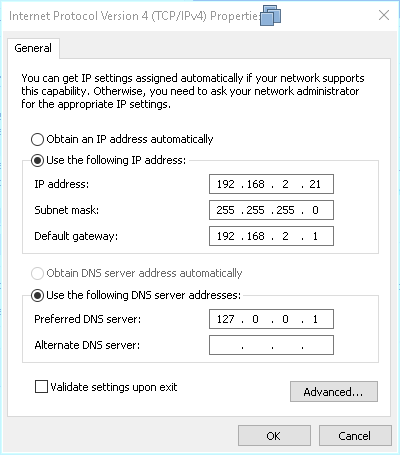 Internet Protocol Version 4 (TCP/IPv4) Properties
General
You can get IP settings assigned automatically if your network supports
this capability. Otherwise, you need to ask your network administrator
for the appropriate IP settings.
Obtain an IP address automatically
Use the following IP address:
IP address: 192 . 168 . 2 . 21
Subnet mask: 255 . 255 . 255 . 0
Default gateway: 192 . 168 . 2 . 1
Obtain DNS server address automatically
Use the following DNS server addresses:
Preferred DNS server: 127 . 0 . 0 . 1
Alternate DNS server: . . .
Validate settings upon exit
Advanced...
OK Cancel